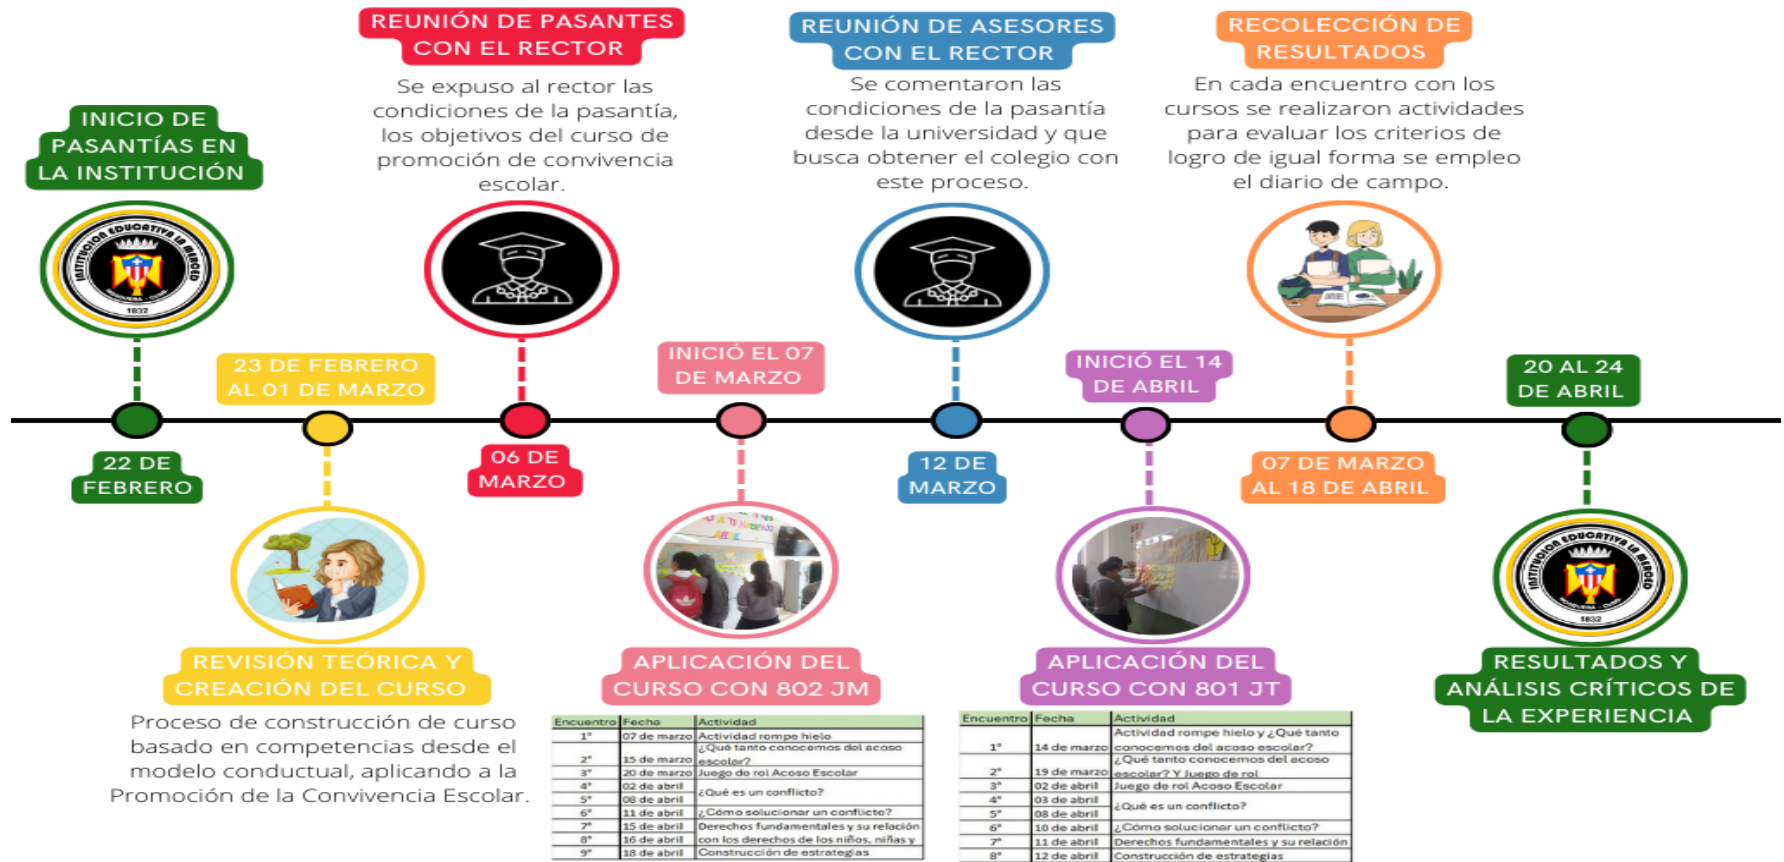 INICIO DE
PASANTÍAS EN
LA INSTITUCIÓN
INSTITUCION EDUCATIVA LA MERCED
MOSQUERA - CUND.
1832
22 DE
FEBRERO
23 DE FEBRERO
AL 01 DE MARZO
REVISIÓN TEÓRICA Y
CREACIÓN DEL CURSO
Proceso de construcción de curso
basado en competencias desde el
modelo conductual, aplicando a la
Promoción de la Convivencia Escolar.
REUNIÓN DE PASANTES
CON EL RECTOR
Se expuso al rector las
condiciones de la pasantía,
los objetivos del curso de
promoción de convivencia
escolar.
06 DE
MARZO
INICIÓ EL 07
DE MARZO
APLICACIÓN DEL
CURSO CON 802 JM
Encuentro Fecha Actividad
1° 07 de marzo Actividad rompe hielo
2° 15 de marzo ¿Qué tanto conocemos del acoso
escolar?
3° 20 de marzo Juego de rol Acoso Escolar
4° 02 de abril ¿Qué es un conflicto?
5° 08 de abril
6° 11 de abril ¿Cómo solucionar un conflicto?
7° 15 de abril Derechos fundamentales y su relación
8° 16 de abril con los derechos de los niños, niñas y
9° 18 de abril Construcción de estrategias
REUNIÓN DE ASESORES
CON EL RECTOR
Se comentaron las
condiciones de la pasantía
desde la universidad y que
busca obtener el colegio con
este proceso.
12 DE
MARZO
INICIÓ EL 14
DE ABRIL
APLICACIÓN DEL
CURSO CON 801 JT
Encuentro Fecha Actividad
1° 14 de marzo Actividad rompe hielo y ¿Qué tanto
conocemos del acoso escolar?
2° 19 de marzo ¿Qué tanto conocemos del acoso
escolar? Y Juego de rol
3° 02 de abril Juego de rol Acoso Escolar
4° 03 de abril ¿Qué es un conflicto?
5° 08 de abril
6° 10 de abril ¿Cómo solucionar un conflicto?
7° 11 de abril Derechos fundamentales y su relación
8° 12 de abril Construcción de estrategias
RECOLECCIÓN DE
RESULTADOS
En cada encuentro con los
cursos se realizaron actividades
para evaluar los criterios de
logro de igual forma se empleo
el diario de campo.
07 DE MARZO
AL 18 DE ABRIL
20 AL 24
DE ABRIL
INSTITUCION EDUCATIVA LA MERCED
MOSQUERA - CUND.
1832
RESULTADOS Y
ANÁLISIS CRÍTICOS DE
LA EXPERIENCIA